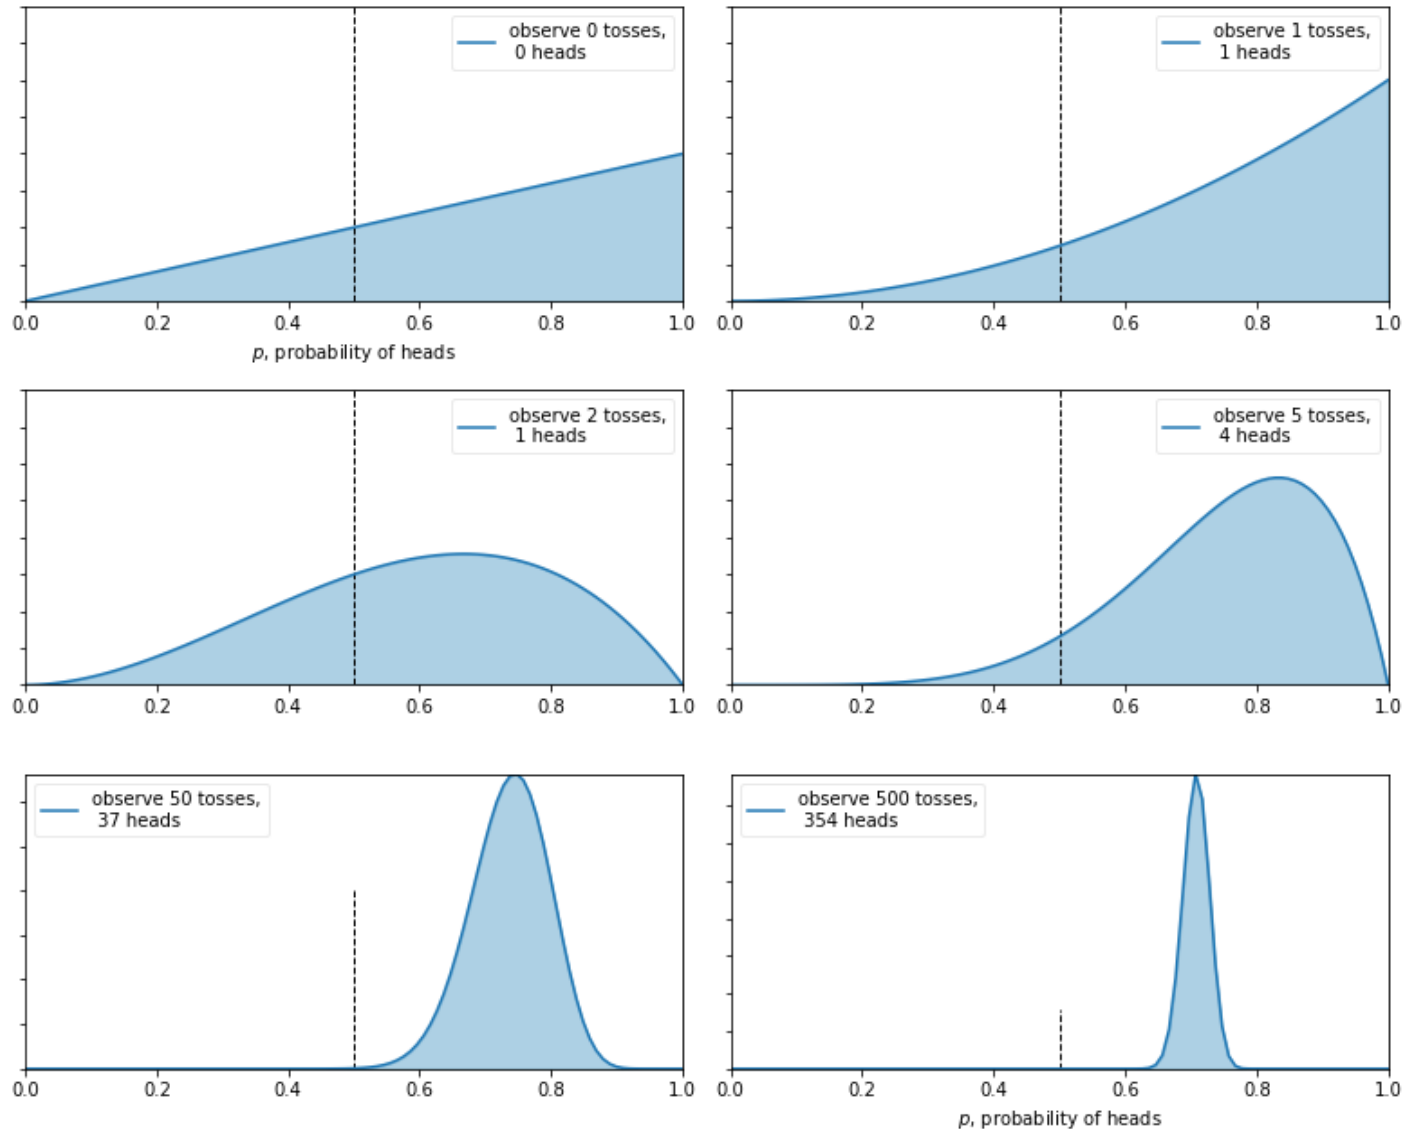 observe 0 tosses,
0 heads
0.0 0.2 0.4 0.6 0.8 1.0
p, probability of heads
observe 1 tosses,
1 heads
0.0 0.2 0.4 0.6 0.8 1.0
observe 2 tosses,
1 heads
0.0 0.2 0.4 0.6 0.8 1.0
observe 5 tosses,
4 heads
0.0 0.2 0.4 0.6 0.8 1.0
observe 50 tosses,
37 heads
0.0 0.2 0.4 0.6 0.8 1.0
observe 500 tosses,
354 heads
0.0 0.2 0.4 0.6 0.8 1.0
p, probability of heads